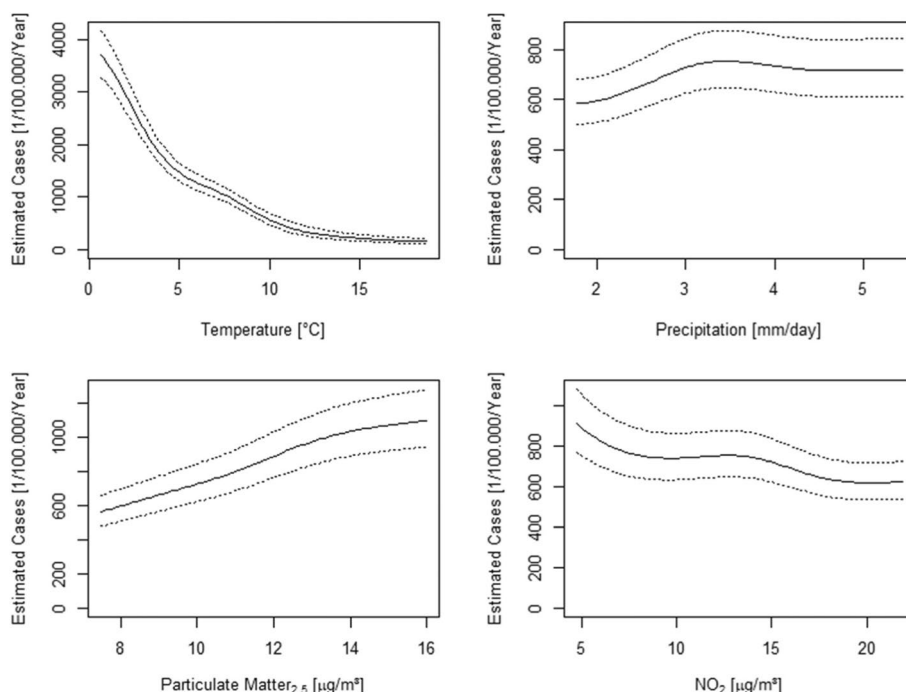 Estimated Cases [1/100.000/Year]
4000
3000
2000
1000
0
0 5 10 15
Temperature [°C]
Estimated Cases [1/100.000/Year]
800
600
400
200
0
2 3 4 5
Precipitation [mm/day]
Estimated Cases [1/100.000/Year]
1000
600
200
0
8 10 12 14 16
Particulate Matter₂.₅ [µg/m³]
Estimated Cases [1/100.000/Year]
800
600
400
200
0
5 10 15 20
NO₂ [µg/m³]